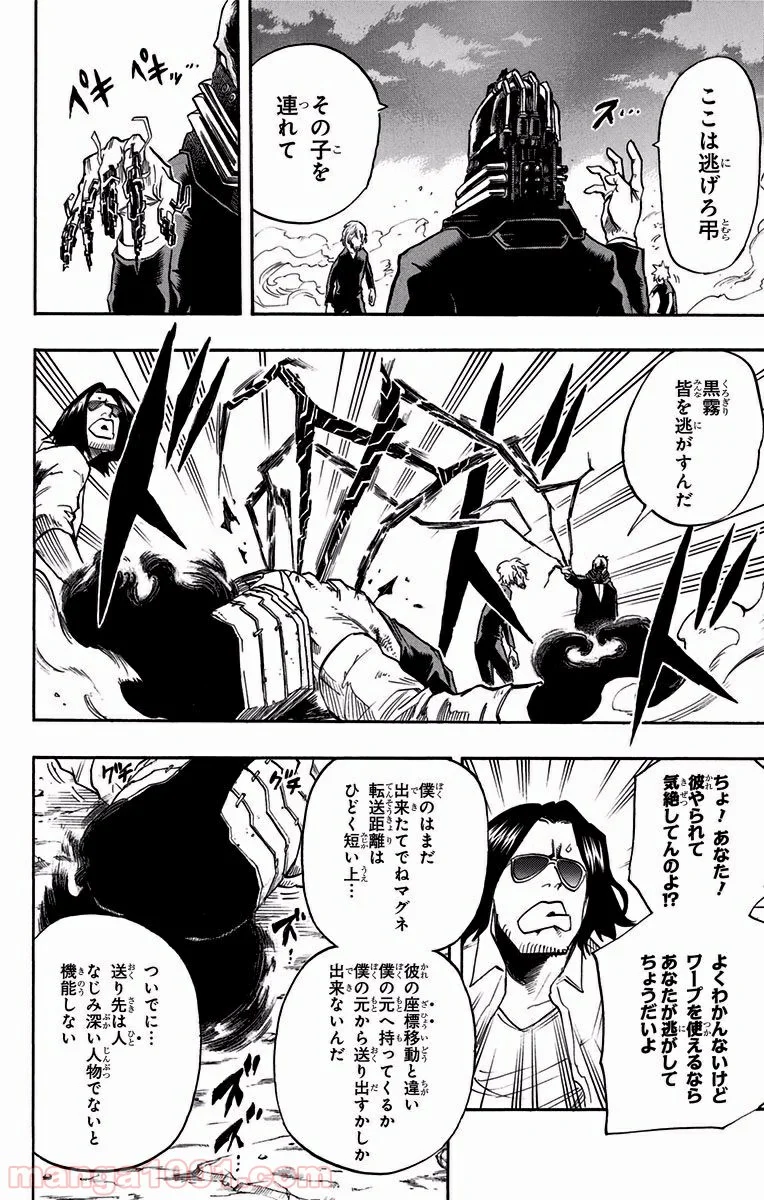 ここは逃げろ弔
その子を
連れて
ペキ
ペキ
パッ…
黒霧
皆を逃がすんだ
ちょ！あなた！
彼やられて
気絶してんのよ！？
よくわかんないけど
ワープを使えるなら
あなたが逃がして
ちょうだいよ
僕のはまだ
出来たてでねマグネ
転送距離は
ひどく短い上…
彼の座標移動と違い
僕の元へ持ってくるか
僕の元から送り出すかしか
出来ないんだ
グチ
グチ
ついでに…
送り先は人
なじみ深い人物でないと
機能しない
manga1001.com